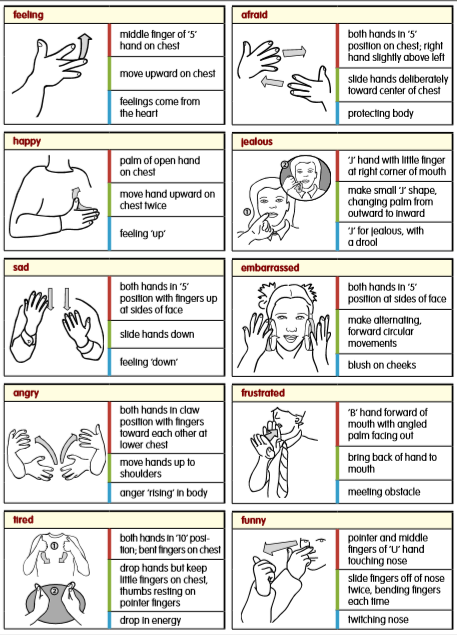 feeling
middle finger of '5'
hand on chest
move upward on chest
feelings come from
the heart
afraid
both hands in '5'
position on chest; right
hand slightly above left
slide hands deliberately
toward center of chest
protecting body
happy
palm of open hand
on chest
move hand upward on
chest twice
feeling 'up'
jealous
1
2
'J' hand with little finger
at right corner of mouth
make small 'J' shape,
changing palm from
outward to inward
'J' for jealous, with
a drool
sad
both hands in '5'
position with fingers up
at sides of face
slide hands down
feeling 'down'
embarrassed
both hands in '5'
position at sides of face
make alternating,
forward circular
movements
blush on cheeks
angry
both hands in claw
position with fingers
toward each other at
lower chest
move hands up to
shoulders
anger 'rising' in body
frustrated
'B' hand forward of
mouth with angled
palm facing out
bring back of hand to
mouth
meeting obstacle
tired
1
2
both hands in '10' posi-
tion; bent fingers on chest
drop hands but keep
little fingers on chest,
thumbs resting on
pointer fingers
drop in energy
funny
pointer and middle
fingers of 'U' hand
touching nose
slide fingers off of nose
twice, bending fingers
each time
twitching nose